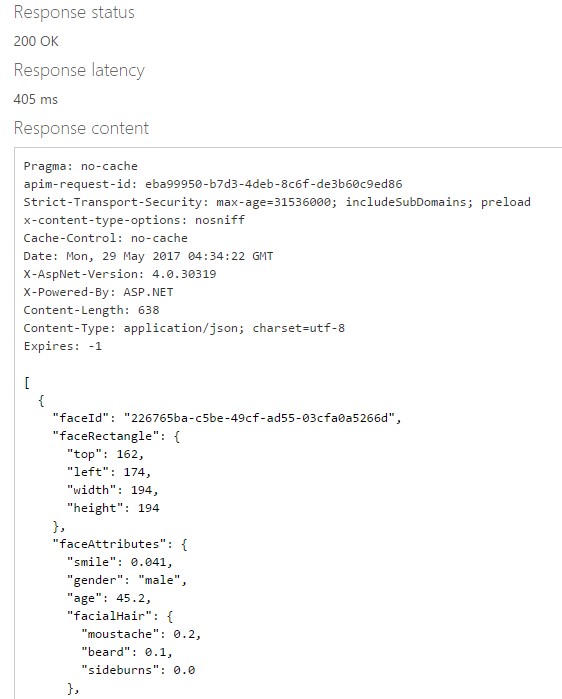 Response status
200 OK
Response latency
405 ms
Response content
Pragma: no-cache
apim-request-id: eba99950-b7d3-4deb-8c6f-de3b60c9ed86
Strict-Transport-Security: max-age=31536000; includeSubDomains; preload
x-content-type-options: nosniff
Cache-Control: no-cache
Date: Mon, 29 May 2017 04:34:22 GMT
X-AspNet-Version: 4.0.30319
X-Powered-By: ASP.NET
Content-Length: 638
Content-Type: application/json; charset=utf-8
Expires: -1
[
{
"faceId": "226765ba-c5be-49cf-ad55-03cfa0a5266d",
"faceRectangle": {
"top": 162,
"left": 174,
"width": 194,
"height": 194
},
"faceAttributes": {
"smile": 0.041,
"gender": "male",
"age": 45.2,
"facialHair": {
"moustache": 0.2,
"beard": 0.1,
"sideburns": 0.0
},